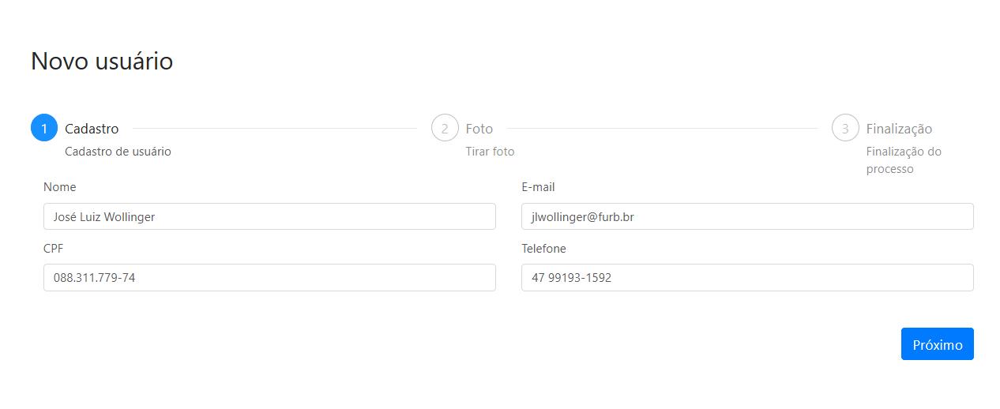 Novo usuário
1 Cadastro
Cadastro de usuário
2 Foto
Tirar foto
3 Finalização
Finalização do
processo
Nome
E-mail
José Luiz Wollinger
jlwollinger@furb.br
CPF
Telefone
088.311.779-74
47 99193-1592
Próximo